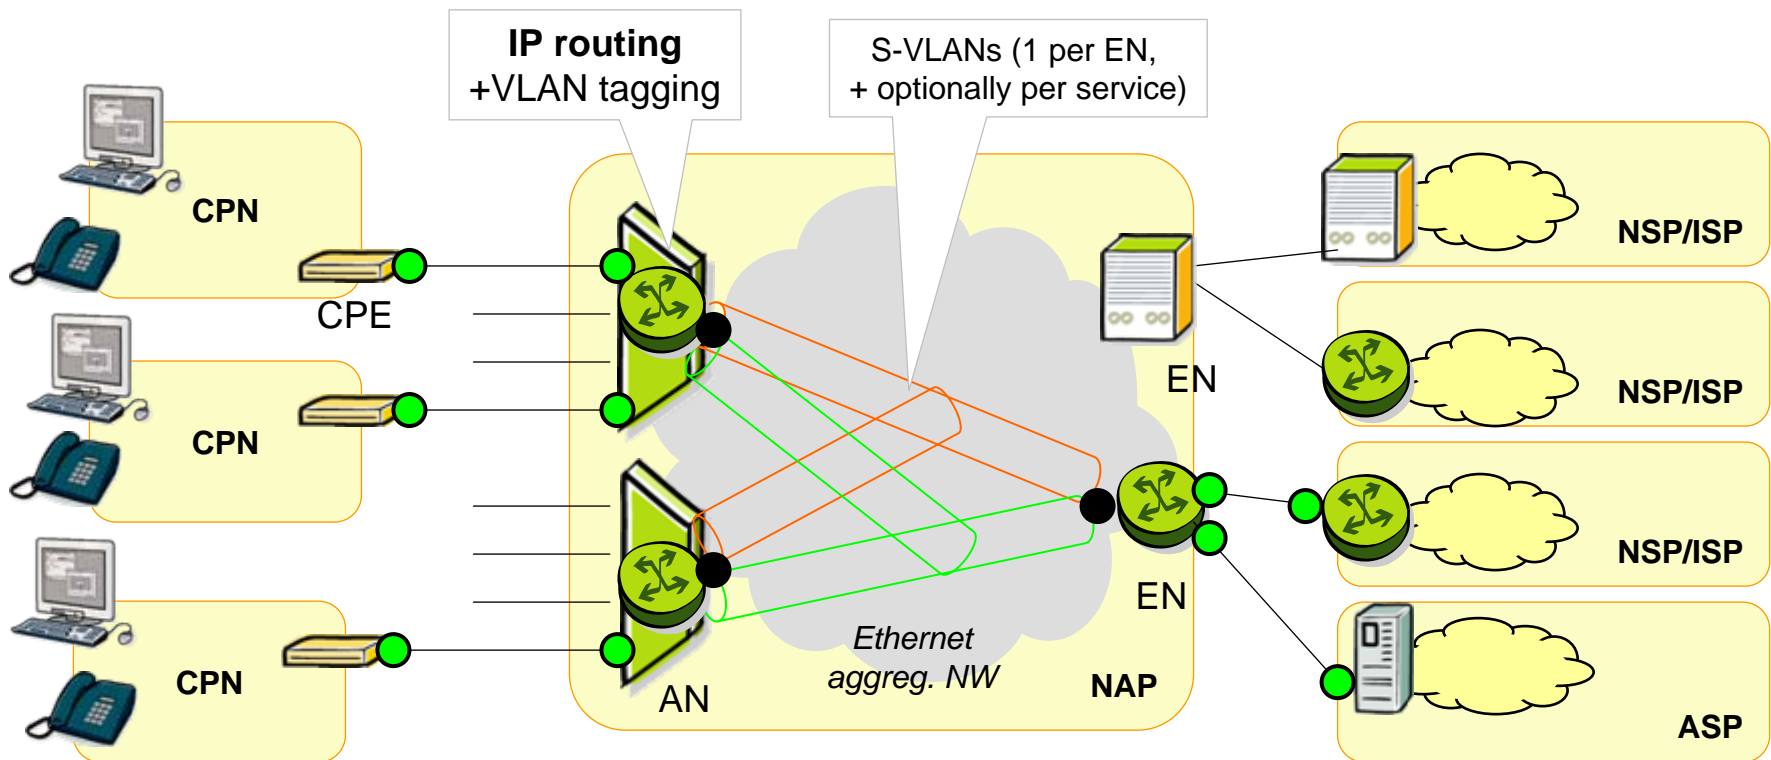 IP routing
+VLAN tagging
S-VLANs (1 per EN,
+ optionally per service)
CPN
CPE
CPN
CPN
AN
Ethernet
aggreg. NW
NAP
EN
EN
NSP/ISP
NSP/ISP
NSP/ISP
ASP